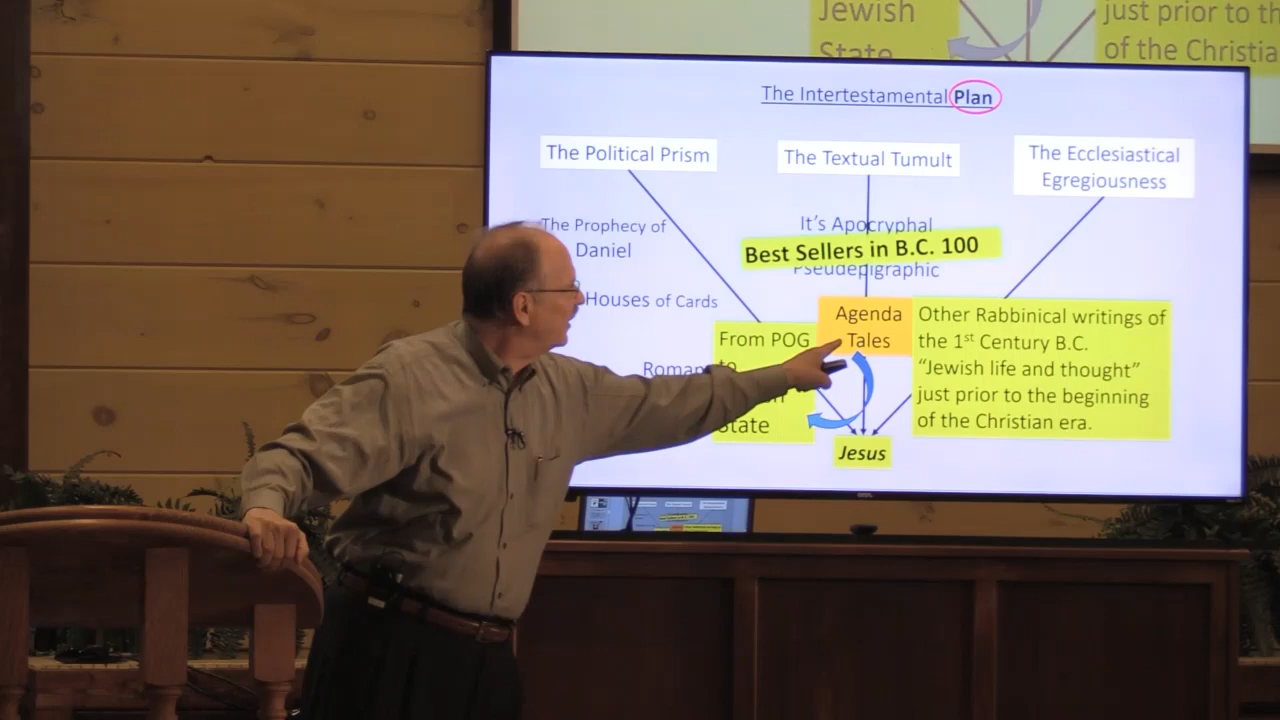 Jewish
State
just prior to th
of the Christia
The Intertestamental Plan
The Political Prism
The Textual Tumult
The Ecclesiastical
Egregiousness
The Prophecy of
Daniel
It's Apocryphal
Best Sellers in B.C. 100
Pseudepigraphic
Houses of Cards
Agenda
Tales
From POG
to
State
Roman
Other Rabbinical writings of
the 1st Century B.C.
"Jewish life and thought"
just prior to the beginning
of the Christian era.
Jesus